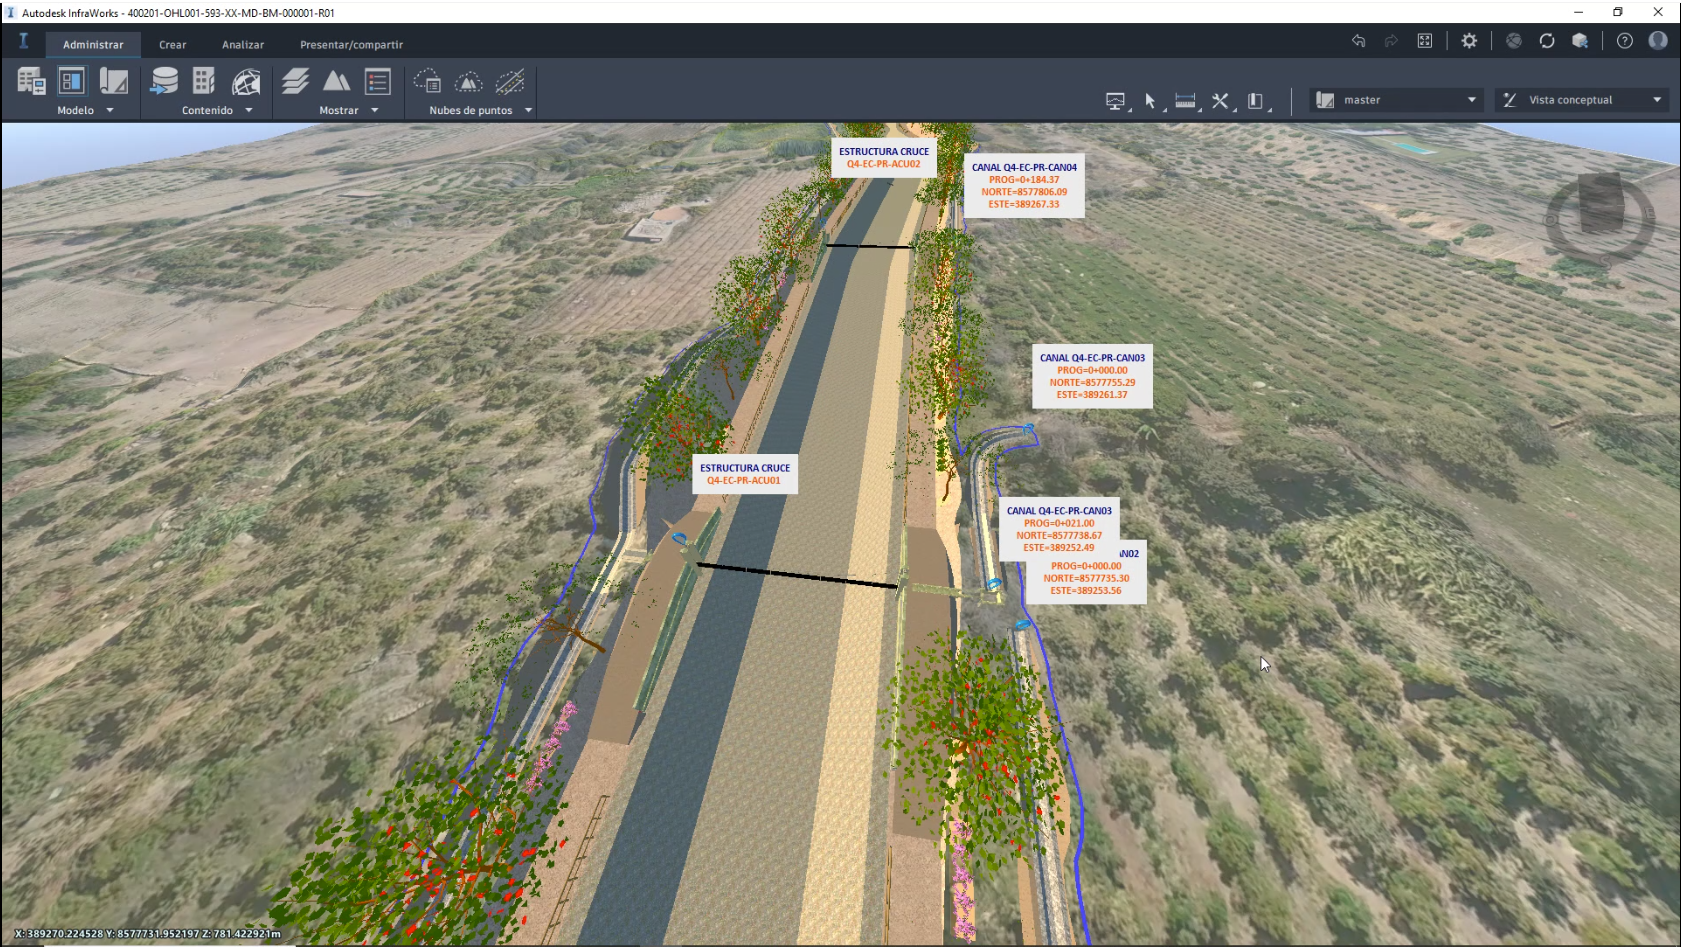 Autodesk InfraWorks - 400201-OHL001-593-XX-MD-BM-000001-R01
Administrar
Crear
Analizar
Presentar/compartir
Modelo
Contenido
Mostrar
Nubes de puntos
master
Vista conceptual
ESTRUCTURA CRUCE
Q4-EC-PR-ACU02
CANAL Q4-EC-PR-CAN04
PROG=0+184.37
NORTE=8577806.09
ESTE=389267.33
CANAL Q4-EC-PR-CAN03
PROG=0+000.00
NORTE=8577755.29
ESTE=389261.37
ESTRUCTURA CRUCE
Q4-EC-PR-ACU01
CANAL Q4-EC-PR-CAN03
PROG=0+021.00
NORTE=8577738.67
ESTE=389252.49
AN02
PROG=0+000.00
NORTE=8577735.30
ESTE=389253.56
X: 389270.224528 Y: 8577731.952197 Z: 781.422921m